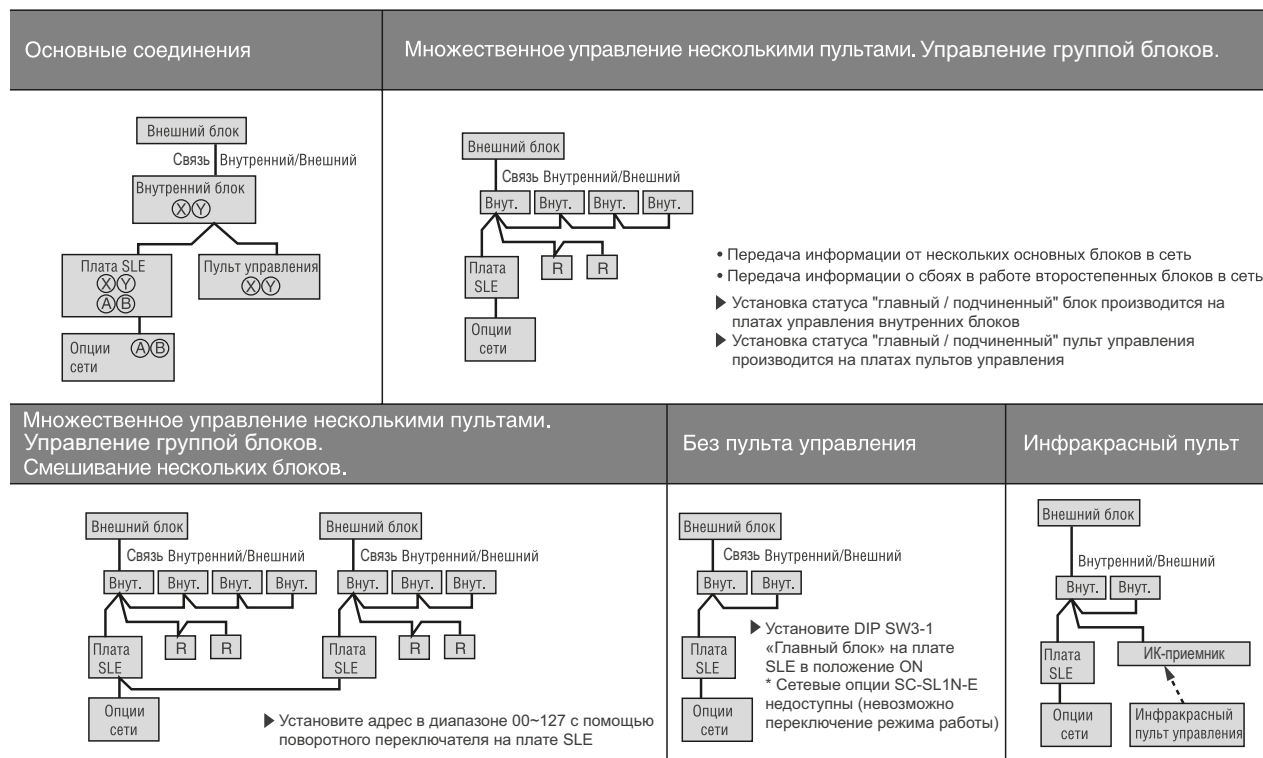 Основные соединения
Множественное управление несколькими пультами. Управление группой блоков.
Внешний блок
Связь Внутренний/Внешний
Внутренний блок
Ⓧ Ⓨ
Плата SLE
Ⓧ Ⓨ
Ⓐ Ⓑ
Пульт управления
Ⓧ Ⓨ
Опции Ⓐ Ⓑ
сети
Внешний блок
Связь Внутренний/Внешний
Внут. Внут. Внут. Внут.
Плата
SLE
R R
Опции
сети
• Передача информации от нескольких основных блоков в сеть
• Передача информации о сбоях в работе второстепенных блоков в сеть
▶ Установка статуса "главный / подчиненный" блок производится на
платах управления внутренних блоков
▶ Установка статуса "главный / подчиненный" пульт управления
производится на платах пультов управления
Множественное управление несколькими пультами.
Управление группой блоков.
Смешивание нескольких блоков.
Без пульта управления
Инфракрасный пульт
Внешний блок
Связь Внутренний/Внешний
Внут. Внут. Внут. Внут.
Плата
SLE
R R
Опции
сети
Внешний блок
Связь Внутренний/Внешний
Внут. Внут. Внут.
Плата
SLE
R R
▶ Установите адрес в диапазоне 00~127 с помощью
поворотного переключателя на плате SLE
Внешний блок
Связь Внутренний/Внешний
Внут. Внут.
Плата
SLE
Опции
сети
▶ Установите DIP SW3-1
«Главный блок» на плате
SLE в положение ON
* Сетевые опции SC-SL1N-E
недоступны (невозможно
переключение режима работы)
Внешний блок
Внутренний/Внешний
Внут. Внут.
Плата
SLE
ИК-приемник
Опции
сети
Инфракрасный
пульт управления